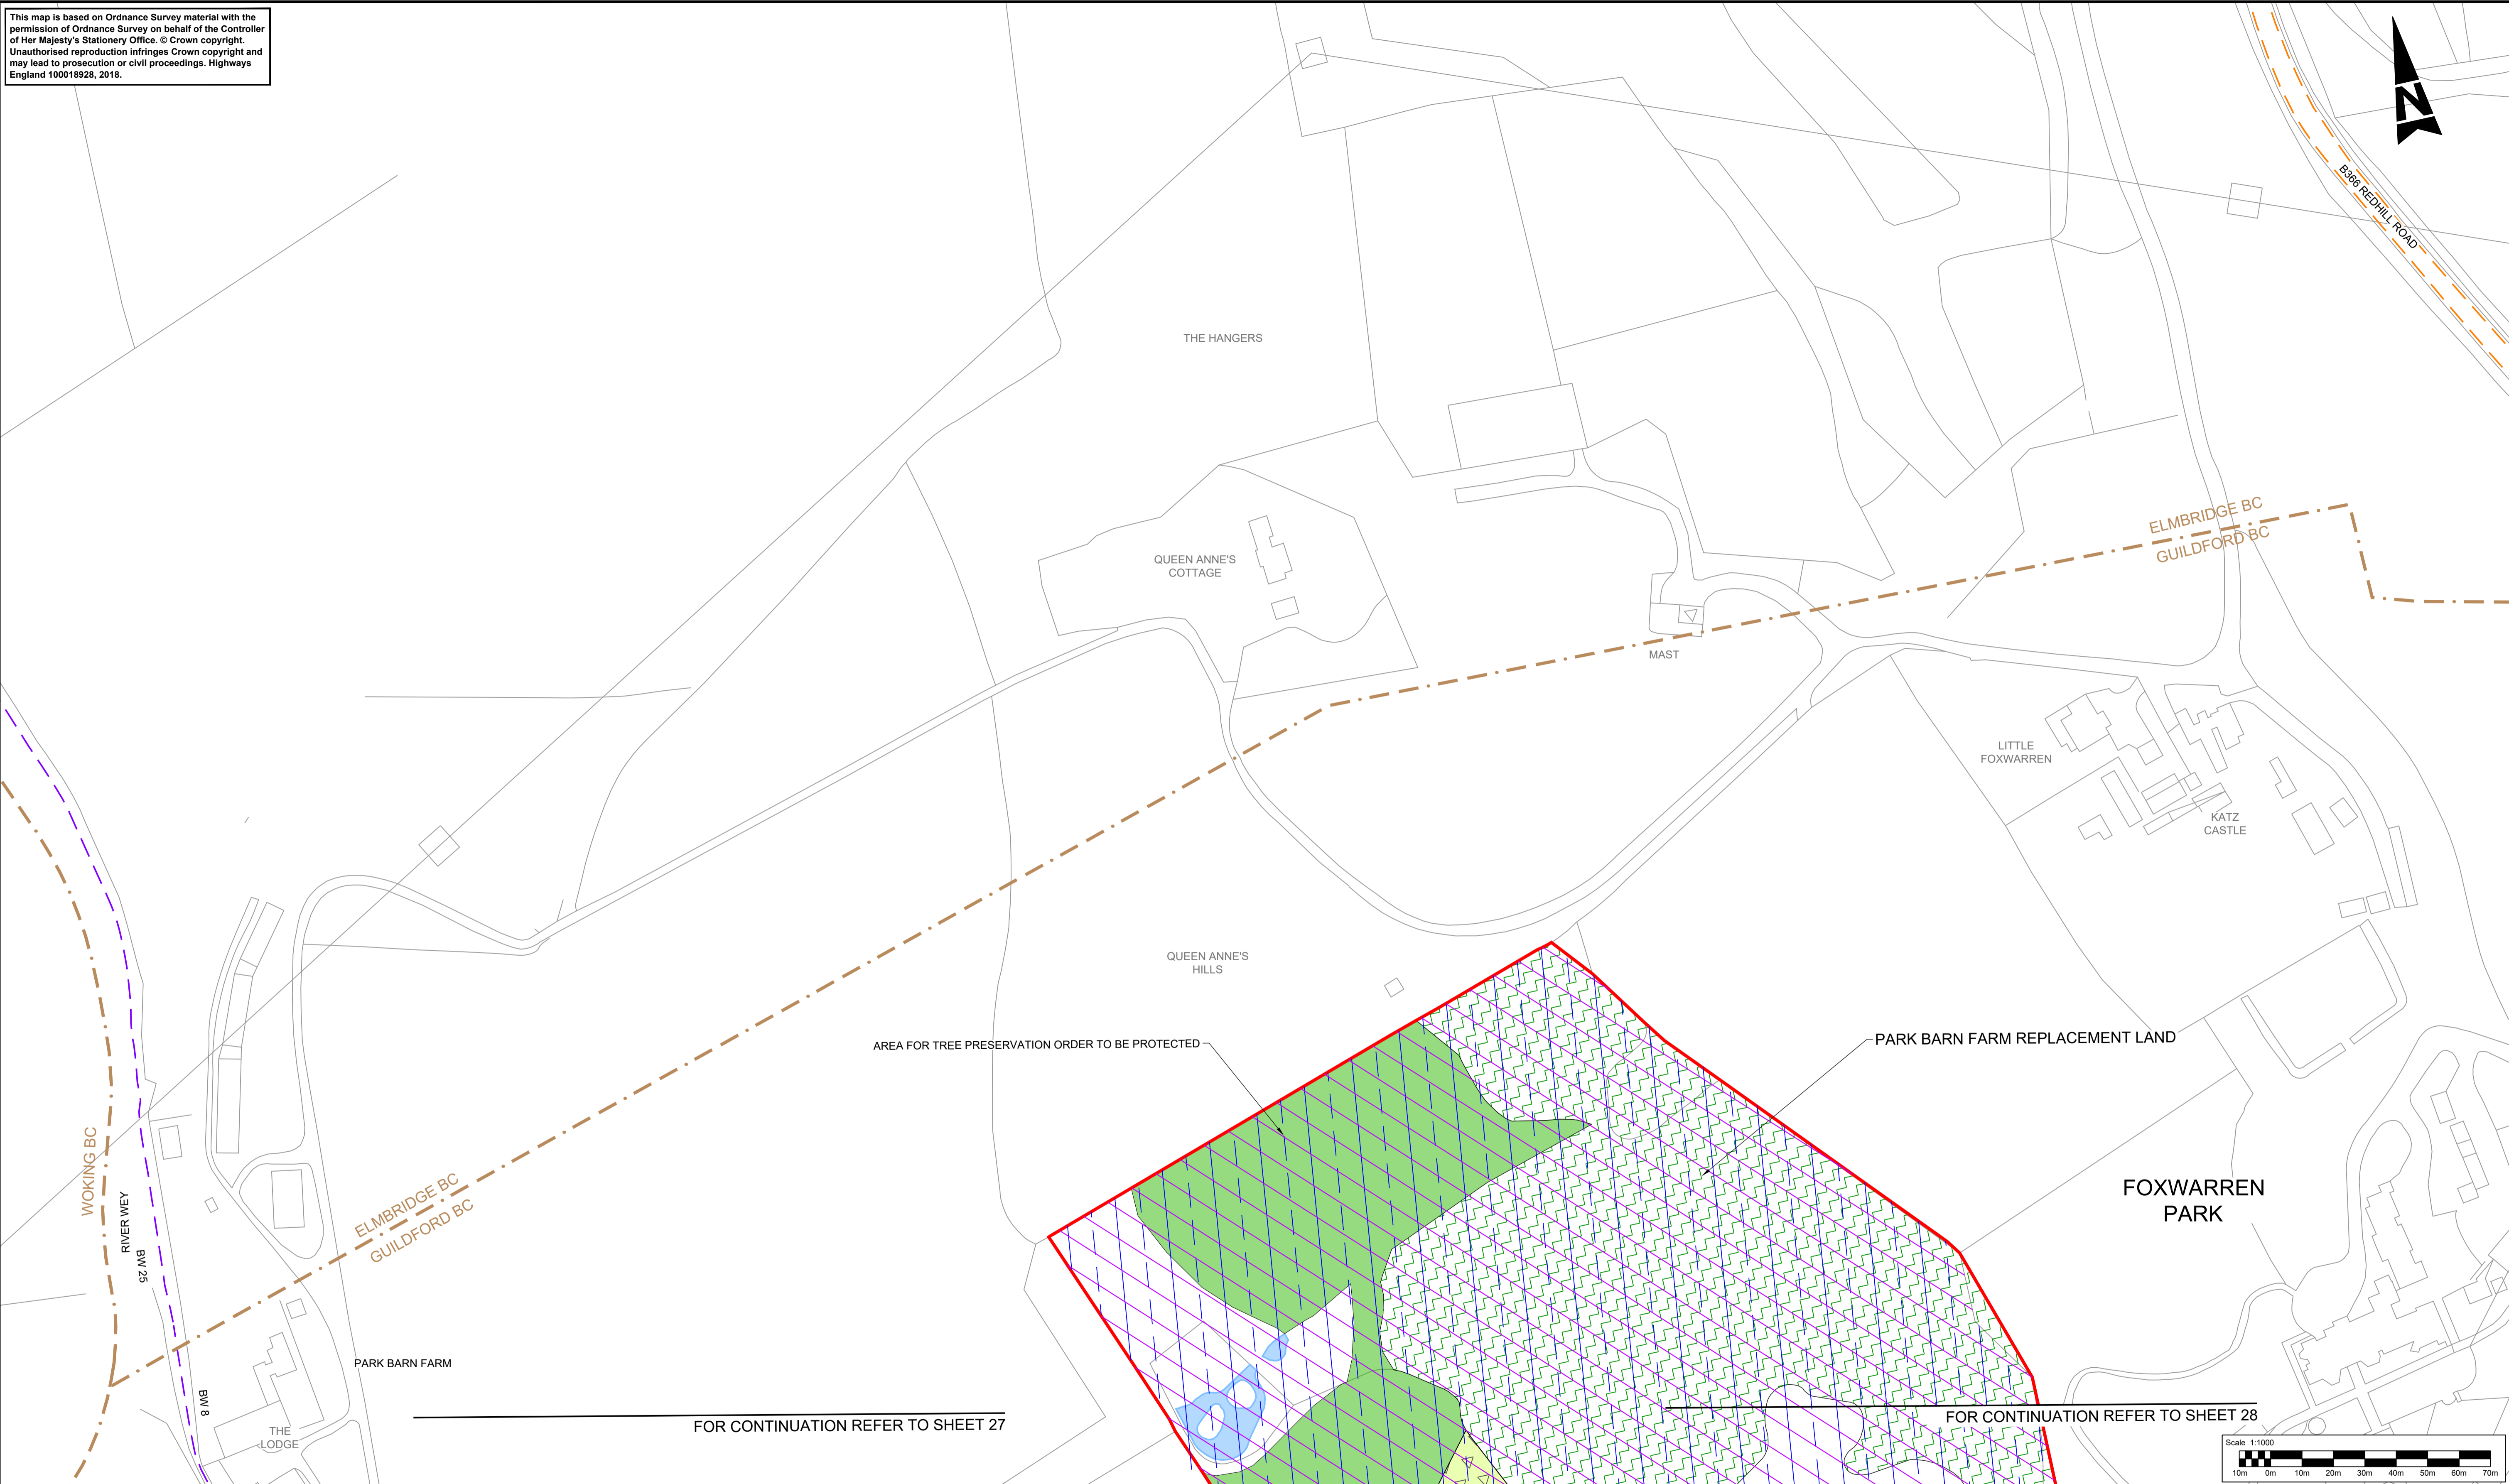 This map is based on Ordnance Survey material with the
permission of Ordnance Survey on behalf of the Controller
of Her Majesty's Stationery Office. © Crown copyright.
Unauthorised reproduction infringes Crown copyright and
may lead to prosecution or civil proceedings. Highways
England 100018928, 2018.
N
B366 REDHILL ROAD
THE HANGERS
ELMBRIDGE BC
GUILDFORD BC
QUEEN ANNE'S
COTTAGE
MAST
LITTLE
FOXWARREN
KATZ
CASTLE
QUEEN ANNE'S
HILLS
AREA FOR TREE PRESERVATION ORDER TO BE PROTECTED
PARK BARN FARM REPLACEMENT LAND
WOKING BC
RIVER WEY
BW 25
ELMBRIDGE BC
GUILDFORD BC
FOXWARREN
PARK
PARK BARN FARM
BW 8
THE
LODGE
FOR CONTINUATION REFER TO SHEET 27
FOR CONTINUATION REFER TO SHEET 28
Scale 1:1000
10m 0m 10m 20m 30m 40m 50m 60m 70m